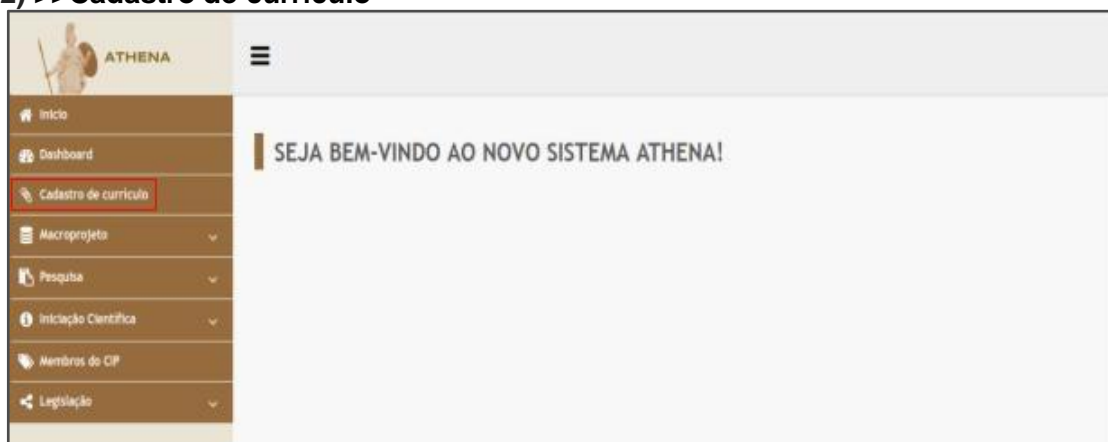 2) >> Cadastro de currículo
ATHENA
Início
Dashboard
SEJA BEM-VINDO AO NOVO SISTEMA ATHENA!
Cadastro de currículo
Macroprojeto
Pesquisa
Iniciação Científica
Membros do CIP
Legislação